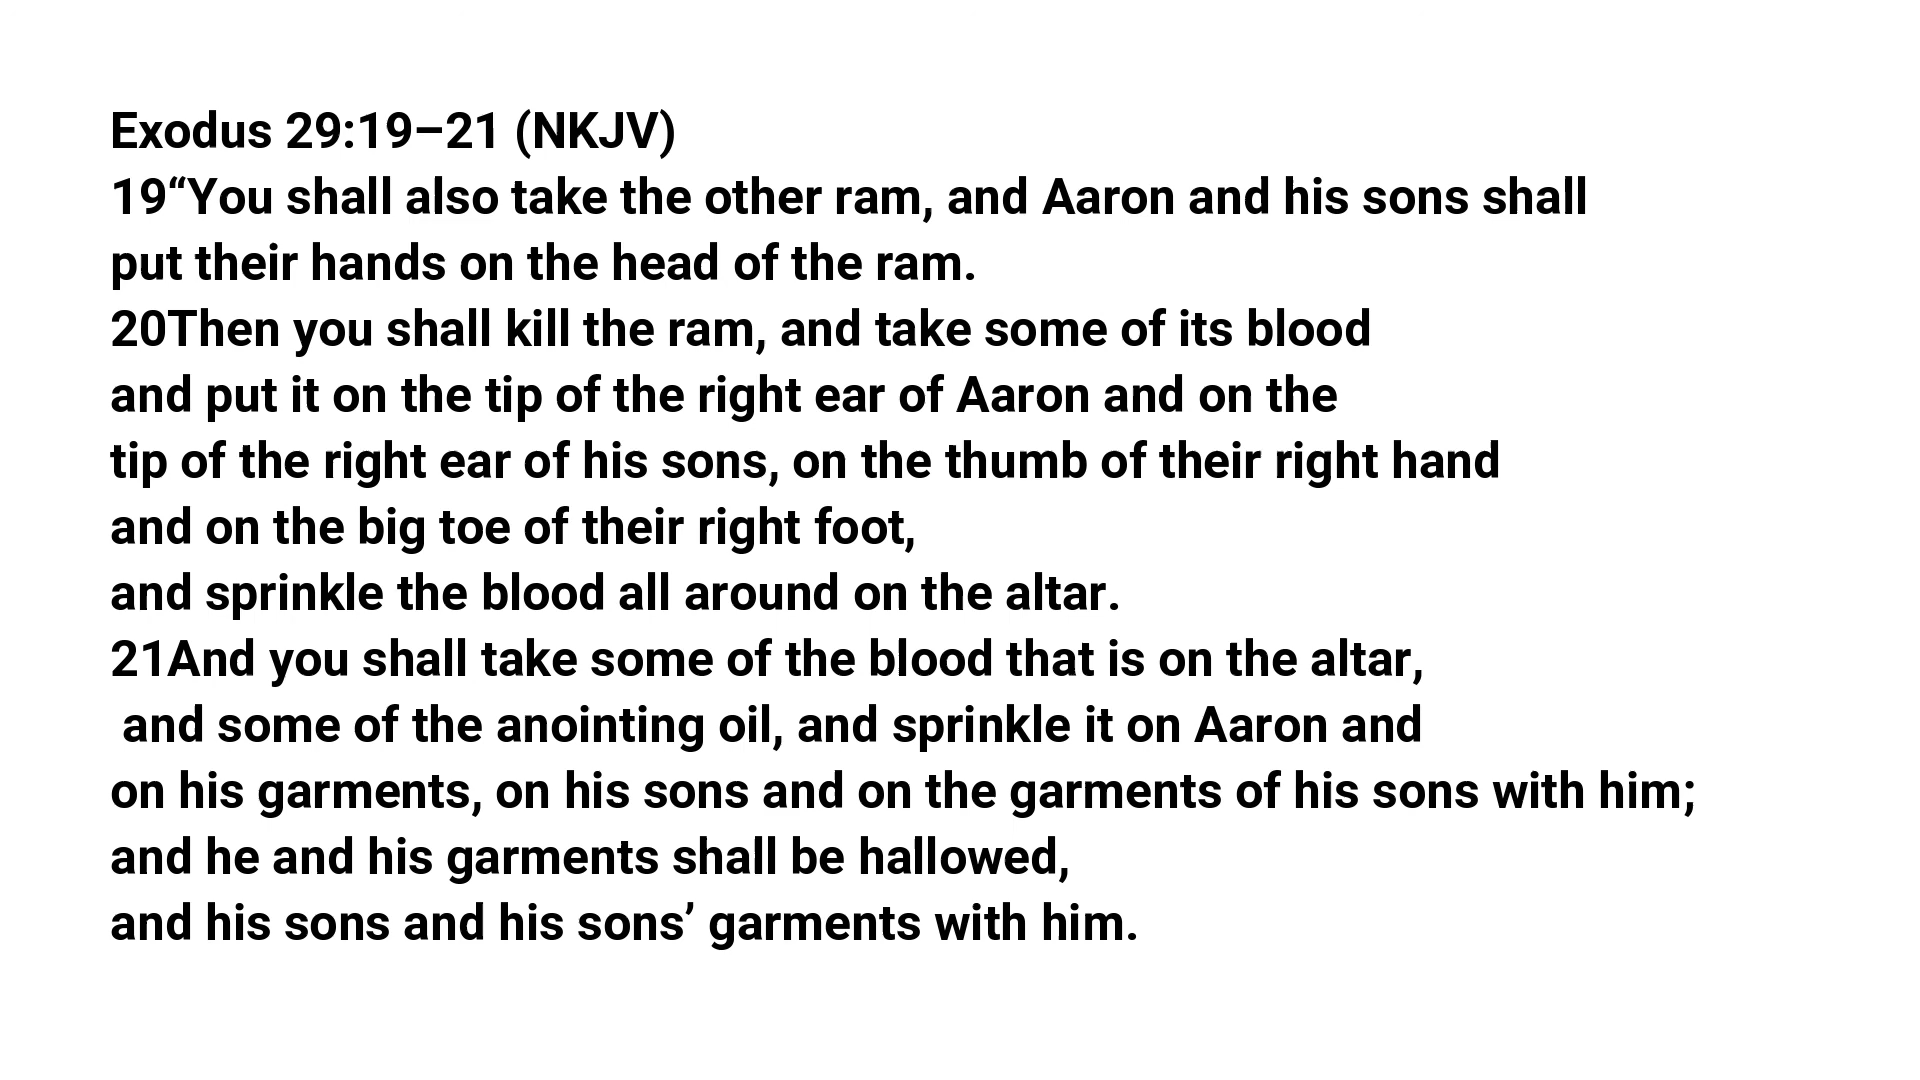 Exodus 29:19–21 (NKJV)
19“You shall also take the other ram, and Aaron and his sons shall
put their hands on the head of the ram.
20Then you shall kill the ram, and take some of its blood
and put it on the tip of the right ear of Aaron and on the
tip of the right ear of his sons, on the thumb of their right hand
and on the big toe of their right foot,
and sprinkle the blood all around on the altar.
21And you shall take some of the blood that is on the altar,
and some of the anointing oil, and sprinkle it on Aaron and
on his garments, on his sons and on the garments of his sons with him;
and he and his garments shall be hallowed,
and his sons and his sons’ garments with him.